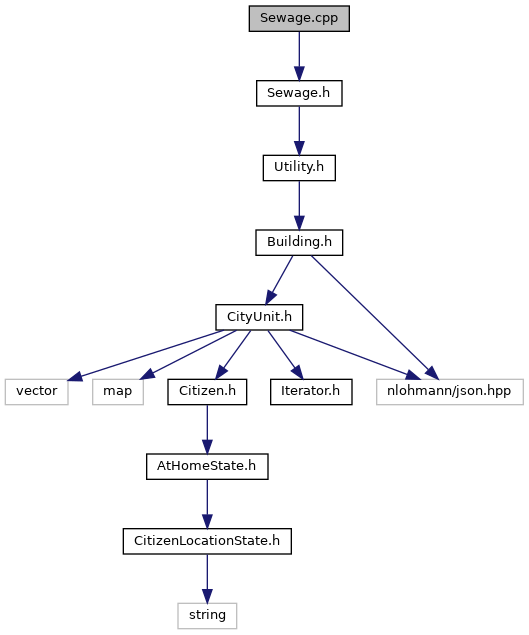 Sewage.cpp
Sewage.h
Utility.h
Building.h
CityUnit.h
vector
map
Citizen.h
Iterator.h
nlohmann/json.hpp
AtHomeState.h
CitizenLocationState.h
string